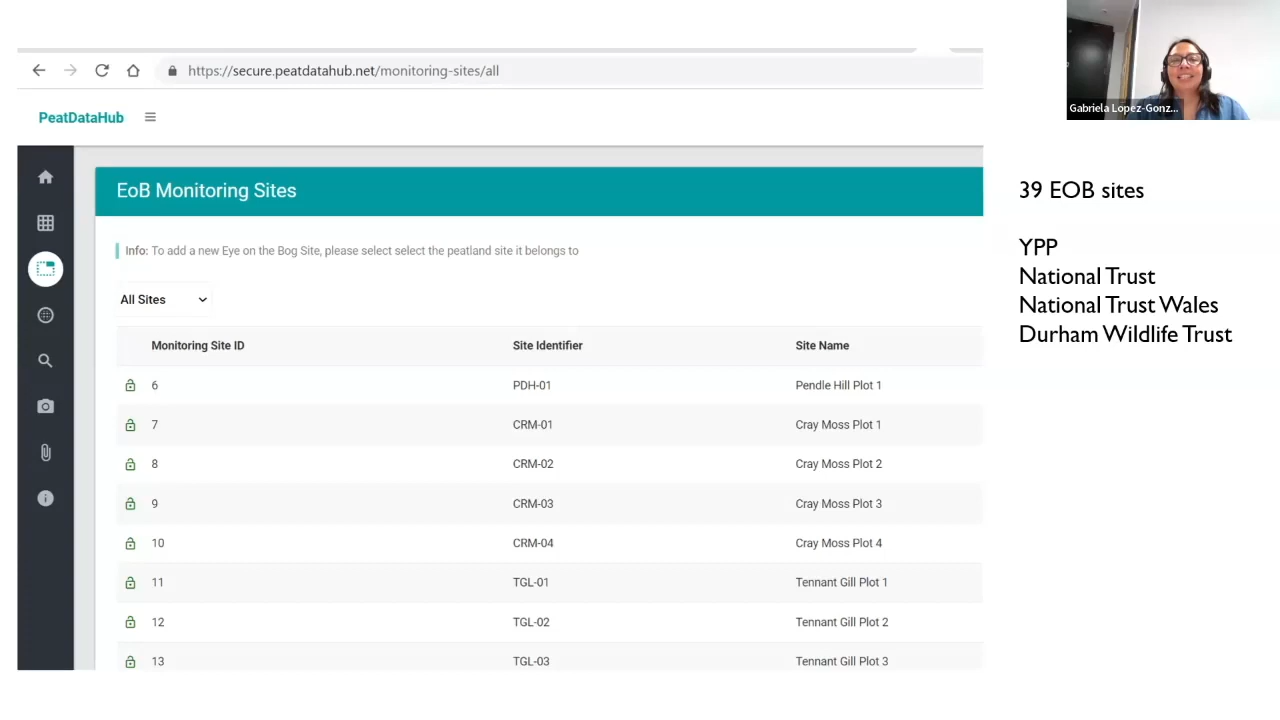 https://secure.peatdatahub.net/monitoring-sites/all
PeatDataHub
EoB Monitoring Sites
Info: To add a new Eye on the Bog Site, please select select the peatland site it belongs to
All Sites
Monitoring Site ID Site Identifier Site Name
6 PDH-01 Pendle Hill Plot 1
7 CRM-01 Cray Moss Plot 1
8 CRM-02 Cray Moss Plot 2
9 CRM-03 Cray Moss Plot 3
10 CRM-04 Cray Moss Plot 4
11 TGL-01 Tennant Gill Plot 1
12 TGL-02 Tennant Gill Plot 2
13 TGL-03 Tennant Gill Plot 3
Gabriela Lopez-Gonz...
39 EOB sites
YPP
National Trust
National Trust Wales
Durham Wildlife Trust